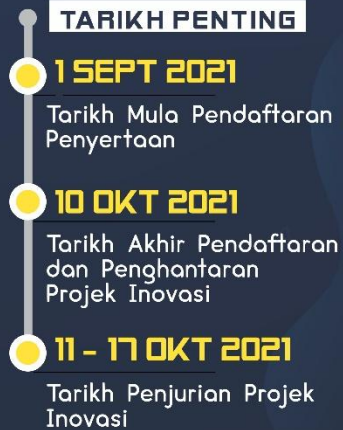 TARIKH PENTING
1 SEPT 2021
Tarikh Mula Pendaftaran
Penyertaan
10 OKT 2021
Tarikh Akhir Pendaftaran
dan Penghantaran
Projek Inovasi
11 - 17 OKT 2021
Tarikh Penjurian Projek
Inovasi